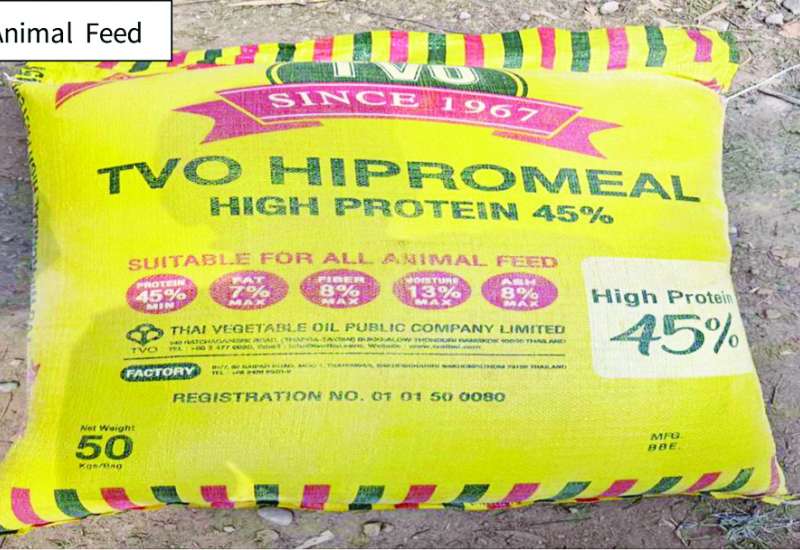 Animal Feed
TVO
SINCE 1967
TVO HIPROMEAL
HIGH PROTEIN 45%
SUITABLE FOR ALL ANIMAL FEED
PROTEIN 45% MIN
FAT 7% MAX
FIBER 8% MAX
MOISTURE 13% MAX
ASH 8% MAX
High Protein
45%
TVO
THAI VEGETABLE OIL PUBLIC COMPANY LIMITED
FACTORY
REGISTRATION NO. 01 01 50 0080
Net Weight
50
Kgs/Bag
MFG.
BBE.